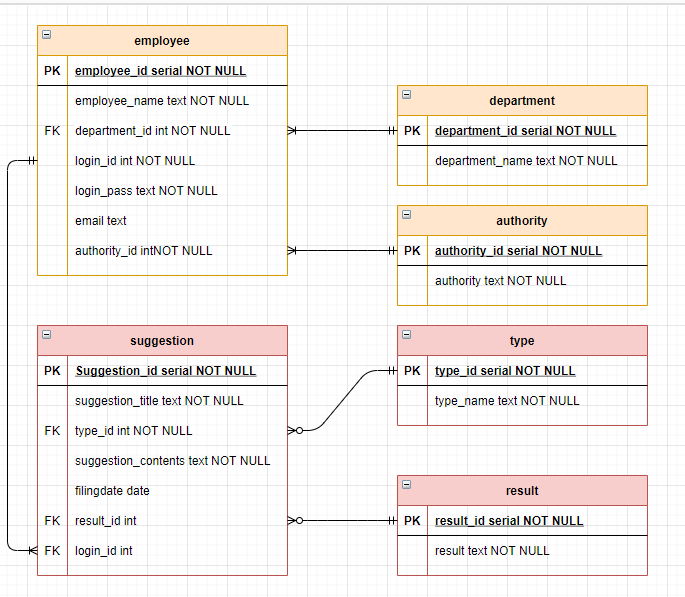 employee
PK employee_id serial NOT NULL
employee_name text NOT NULL
FK department_id int NOT NULL
login_id int NOT NULL
login_pass text NOT NULL
email text
authority_id intNOT NULL
department
PK department_id serial NOT NULL
department_name text NOT NULL
authority
PK authority_id serial NOT NULL
authority text NOT NULL
suggestion
PK Suggestion_id serial NOT NULL
suggestion_title text NOT NULL
FK type_id int NOT NULL
suggestion_contents text NOT NULL
filingdate date
FK result_id int
FK login_id int
type
PK type_id serial NOT NULL
type_name text NOT NULL
result
PK result_id serial NOT NULL
result text NOT NULL